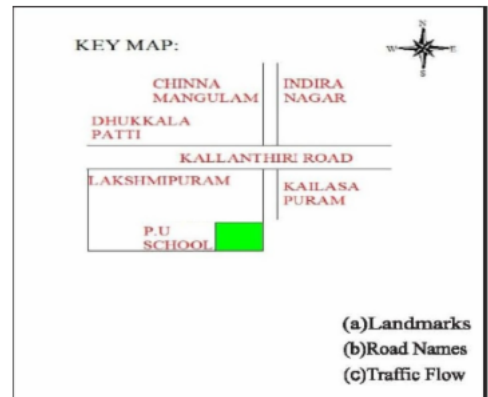 KEY MAP:
N
W E
S
CHINNA
MANGULAM
INDIRA
NAGAR
DHUKKALA
PATTI
KALLANTHIRI ROAD
LAKSHMIPURAM
KAILASA
PURAM
P.U
SCHOOL
(a)Landmarks
(b)Road Names
(c)Traffic Flow